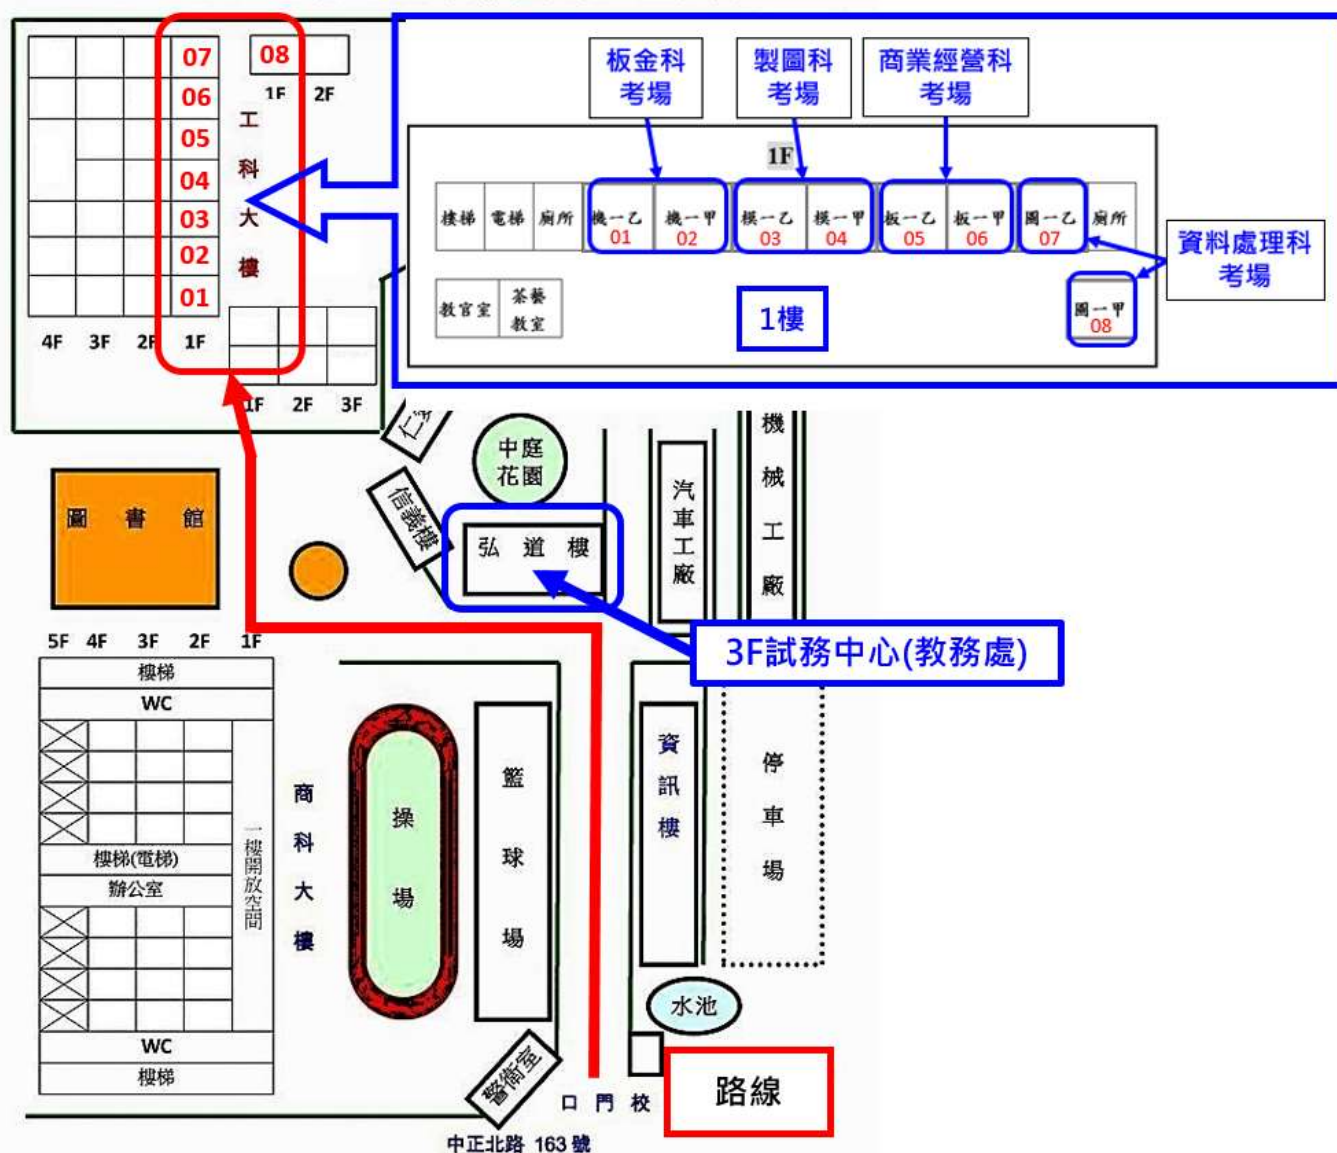 07
06
05
04
03
02
01
4F 3F 2F 1F
08
1F 2F
工科大樓
1F 2F 3F
板金科
考場
製圖科
考場
商業經營科
考場
1F
樓梯 電梯 廁所 機一乙 機一甲 模一乙 模一甲 板一乙 板一甲 圖一乙 廁所
01 02 03 04 05 06 07
資料處理科
考場
教官室
茶藝
教室
1樓
圖一甲
08
中庭
花園
信義樓
弘道樓
汽車工廠
機械工廠
圖書館
3F試務中心(教務處)
5F 4F 3F 2F 1F
樓梯
WC
樓梯(電梯)
辦公室
一樓開放空間
WC
樓梯
商科大樓
操場
籃球場
資訊樓
停車場
水池
警衛室
口門校
路線
中正北路 163 號